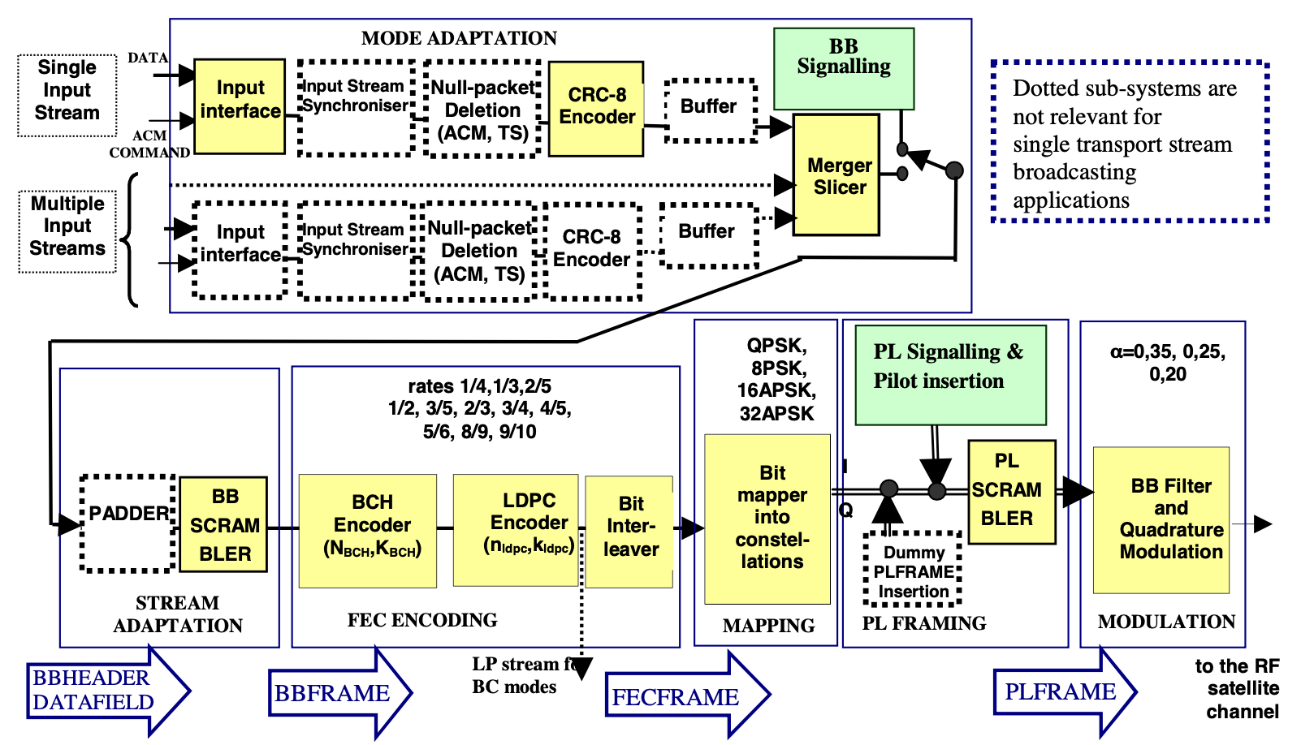 MODE ADAPTATION
Single
Input
Stream
DATA
ACM
COMMAND
Input
interface
Input Stream
Synchroniser
Null-packet
Deletion
(ACM, TS)
CRC-8
Encoder
Buffer
BB
Signalling
Merger
Slicer
Dotted sub-systems are
not relevant for
single transport stream
broadcasting
applications
Multiple
Input
Streams
Input
interface
Input Stream
Synchroniser
Null-packet
Deletion
(ACM, TS)
CRC-8
Encoder
Buffer
PADDER
BB
SCRAM
BLER
STREAM
ADAPTATION
rates 1/4,1/3,2/5
1/2, 3/5, 2/3, 3/4, 4/5,
5/6, 8/9, 9/10
BCH
Encoder
(NBCH,KBCH)
LDPC
Encoder
(nldpc,kldpc)
Bit
Inter-
leaver
FEC ENCODING
LP stream for
BC modes
QPSK,
8PSK,
16APSK,
32APSK
Bit
mapper
into
constel-
lations
MAPPING
PL Signalling &
Pilot insertion
I
Q
PL
SCRAM
BLER
Dummy
PLFRAME
Insertion
PL FRAMING
α=0,35, 0,25,
0,20
BB Filter
and
Quadrature
Modulation
MODULATION
BBHEADER
DATAFIELD
BBFRAME
FECFRAME
PLFRAME
to the RF
satellite
channel